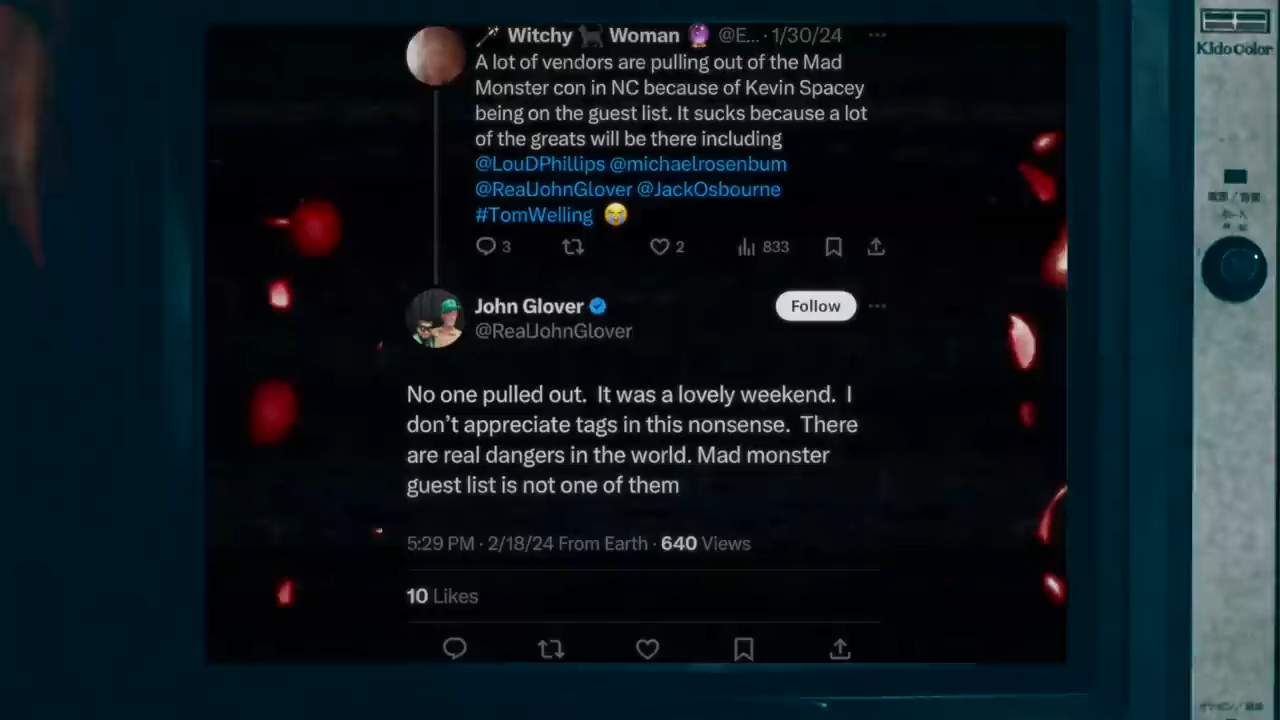 Witchy Woman @E... · 1/30/24
A lot of vendors are pulling out of the Mad
Monster con in NC because of Kevin Spacey
being on the guest list. It sucks because a lot
of the greats will be there including
@LouDPhillips @michaelrosenbum
@RealJohnGlover @JackOsbourne
#TomWelling 😭
3 2 833
John Glover
@RealJohnGlover
Follow
No one pulled out. It was a lovely weekend. I
don’t appreciate tags in this nonsense. There
are real dangers in the world. Mad monster
guest list is not one of them
5:29 PM · 2/18/24 From Earth · 640 Views
10 Likes
KidoColor